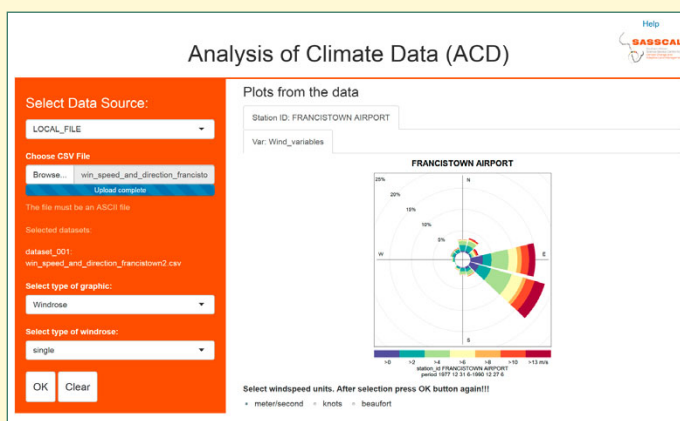 Help
SASSCAL
Analysis of Climate Data (ACD)
Select Data Source:
LOCAL_FILE
Choose CSV File
Browse... win_speed_and_direction_francisto
Upload complete
The file must be an ASCII file
Selected datasets:
dataset_001:
win_speed_and_direction_francistown2.csv
Select type of graphic:
Windrose
Select type of windrose:
single
OK Clear
Plots from the data
Station ID: FRANCISTOWN AIRPORT
Var: Wind_variables
FRANCISTOWN AIRPORT
25%
20%
15%
10%
5%
N
W
E
S
>0 >2 >4 >6 >8 >10 >13 m/s
station_id FRANCISTOWN AIRPORT
period 1977 12 31 6-1990 12 27 6
Select windspeed units. After selection press OK button again!!!
meter/second knots beaufort